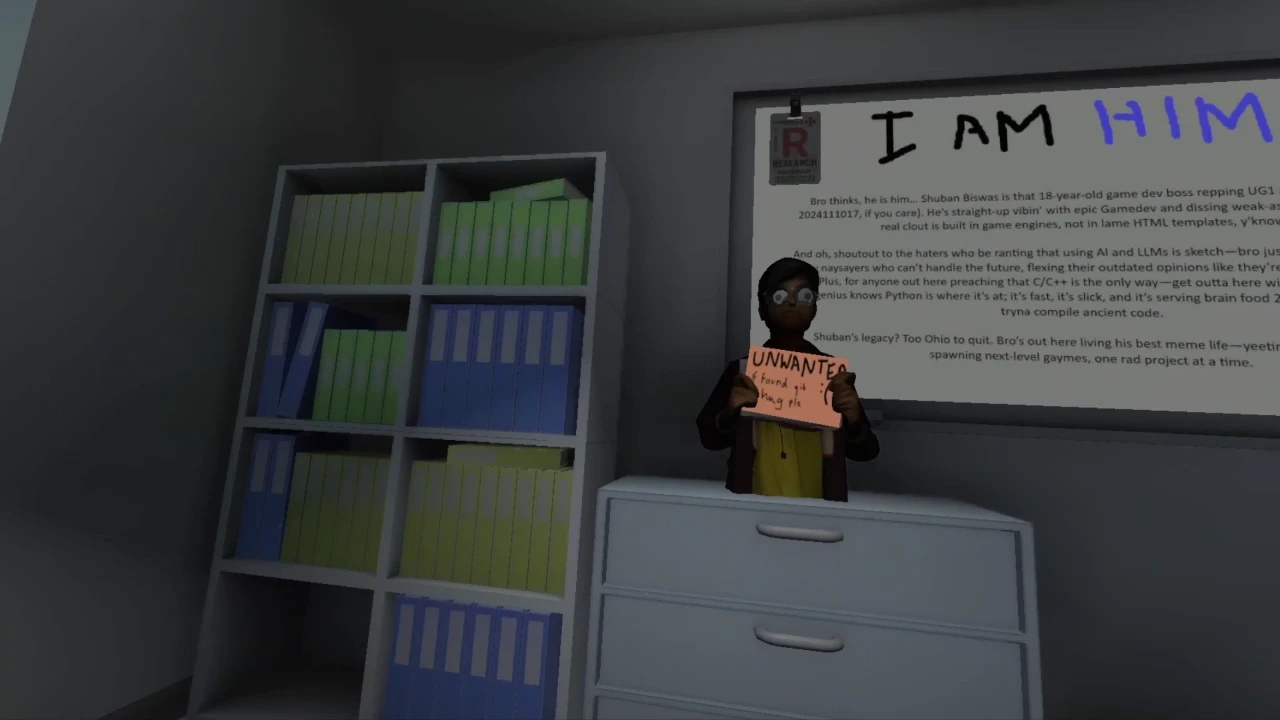 I AM HIM
R
RESEARCH
Bro thinks, he is him... Shuban Biswas is that 18-year-old game dev boss repping UG1
2024111017, if you care). He's straight-up vibin' with epic Gamedev and dissing weak-as
real clout is built in game engines, not in lame HTML templates, y'know
And oh, shoutout to the haters who be ranting that using AI and LLMs is sketch—bro jus
naysayers who can't handle the future, flexing their outdated opinions like they're
Plus, for anyone out here preaching that C/C++ is the only way—get outta here wi
genius knows Python is where it's at; it's fast, it's slick, and it's serving brain food 2
tryna compile ancient code.
Shuban's legacy? Too Ohio to quit. Bro's out here living his best meme life—yeetin
spawning next-level gaymes, one rad project at a time.
UNWANTED
if found giv :(
hug plz